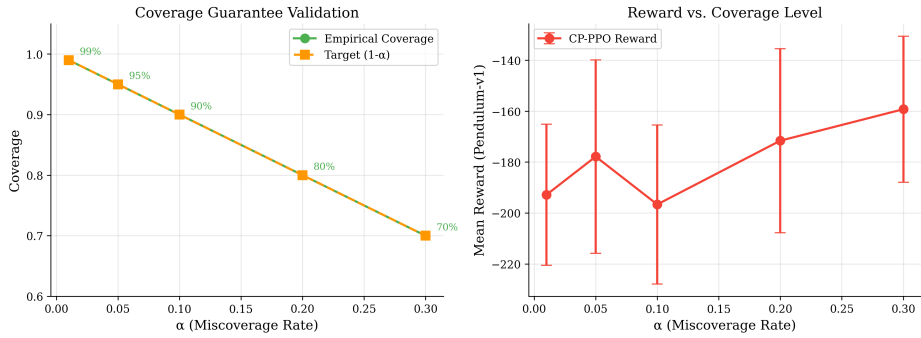 Coverage Guarantee Validation
Empirical Coverage
Target (1-α)
99%
95%
90%
80%
70%
Coverage
1.0
0.9
0.8
0.7
0.6
0.00 0.05 0.10 0.15 0.20 0.25 0.30
α (Miscoverage Rate)
Reward vs. Coverage Level
CP-PPO Reward
Mean Reward (Pendulum-v1)
−140
−160
−180
−200
−220
0.00 0.05 0.10 0.15 0.20 0.25 0.30
α (Miscoverage Rate)